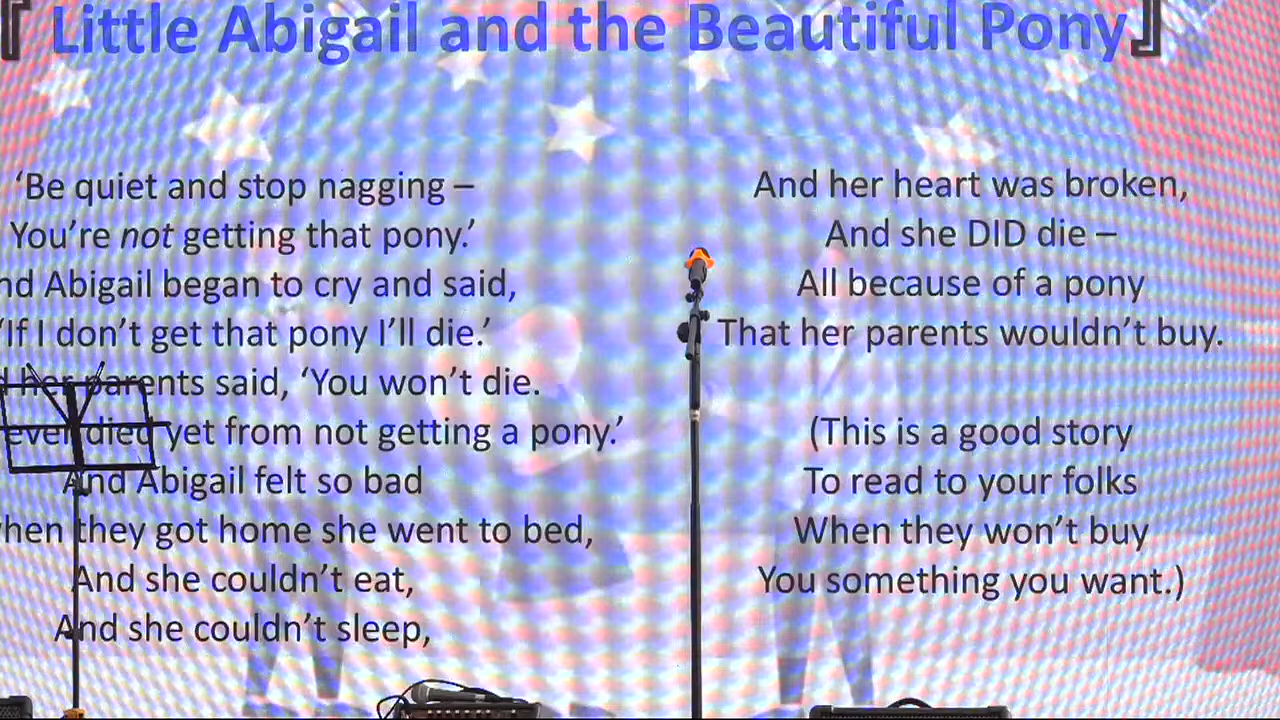 『Little Abigail and the Beautiful Pony』
‘Be quiet and stop nagging –
You’re not getting that pony.’
Abigail began to cry and said,
‘If I don’t get that pony I’ll die.’
her parents said, ‘You won’t die.
died yet from not getting a pony.’
And Abigail felt so bad
they got home she went to bed,
And she couldn’t eat,
And she couldn’t sleep,
And her heart was broken,
And she DID die –
All because of a pony
That her parents wouldn’t buy.
(This is a good story
To read to your folks
When they won’t buy
You something you want.)